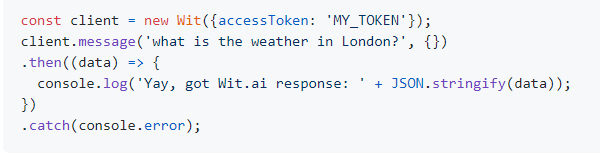 const client = new Wit({accessToken: 'MY_TOKEN'});
client.message('what is the weather in London?', {})
.then((data) => {
  console.log('Yay, got Wit.ai response: ' + JSON.stringify(data));
})
.catch(console.error);